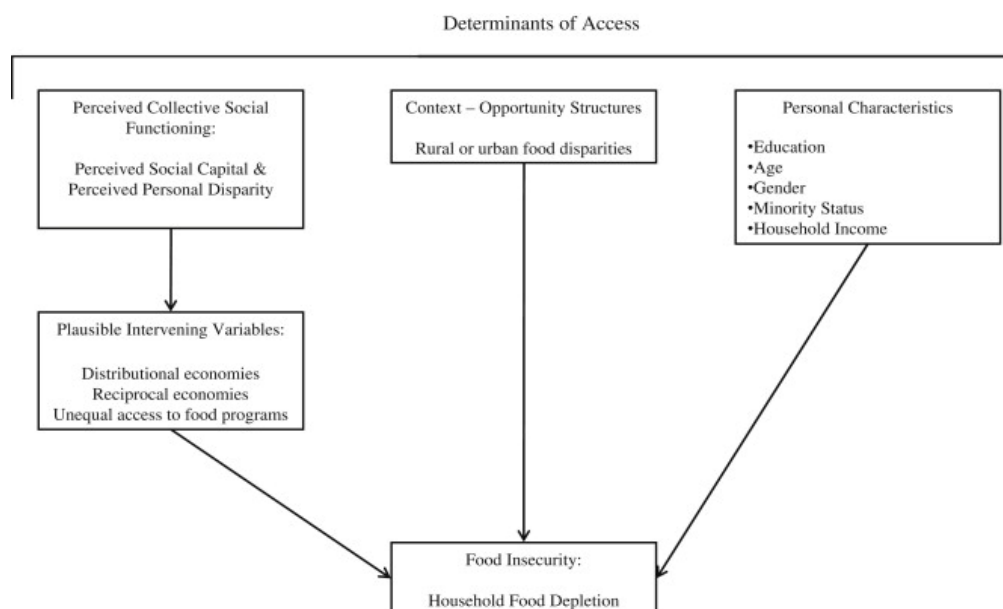 Determinants of Access
Perceived Collective Social
Functioning:
Perceived Social Capital &
Perceived Personal Disparity
Context – Opportunity Structures
Rural or urban food disparities
Personal Characteristics
•Education
•Age
•Gender
•Minority Status
•Household Income
Plausible Intervening Variables:
Distributional economies
Reciprocal economies
Unequal access to food programs
Food Insecurity:
Household Food Depletion